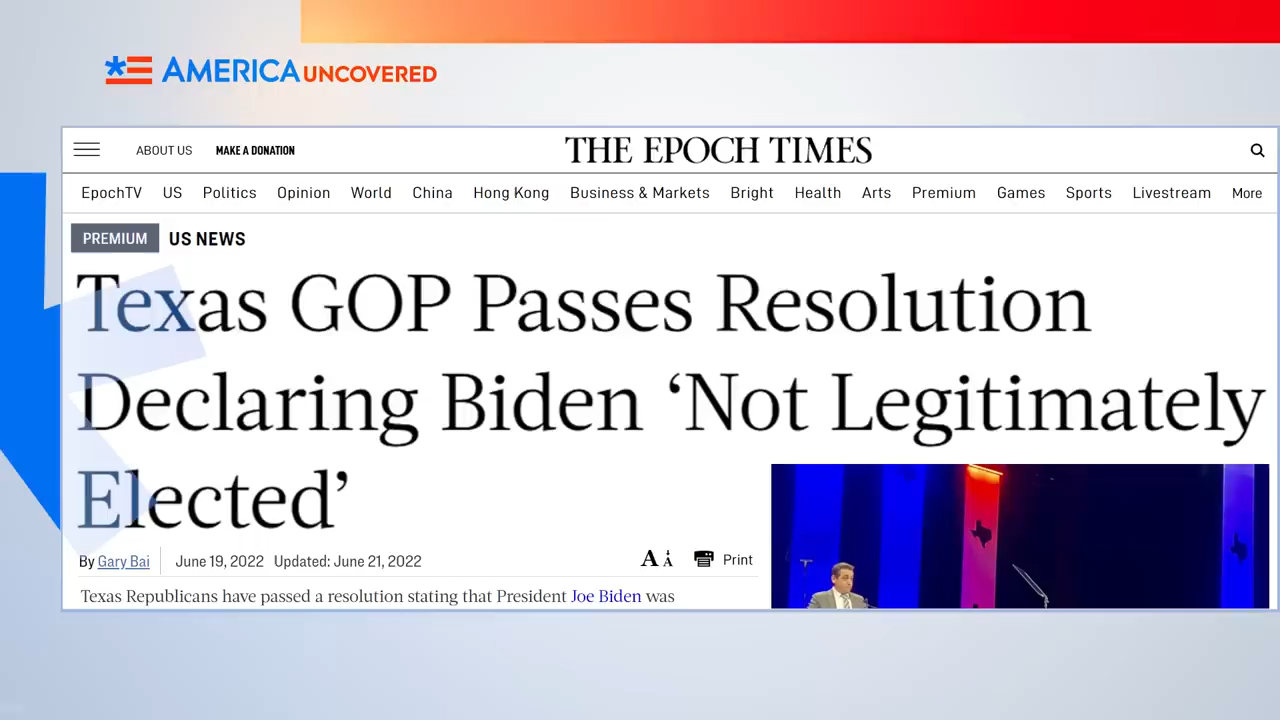 AMERICA UNCOVERED
ABOUT US MAKE A DONATION THE EPOCH TIMES
EpochTV US Politics Opinion World China Hong Kong Business & Markets Bright Health Arts Premium Games Sports Livestream More
PREMIUM US NEWS
Texas GOP Passes Resolution
Declaring Biden ‘Not Legitimately
Elected’
By Gary Bai June 19, 2022 Updated: June 21, 2022 A A Print
Texas Republicans have passed a resolution stating that President Joe Biden was